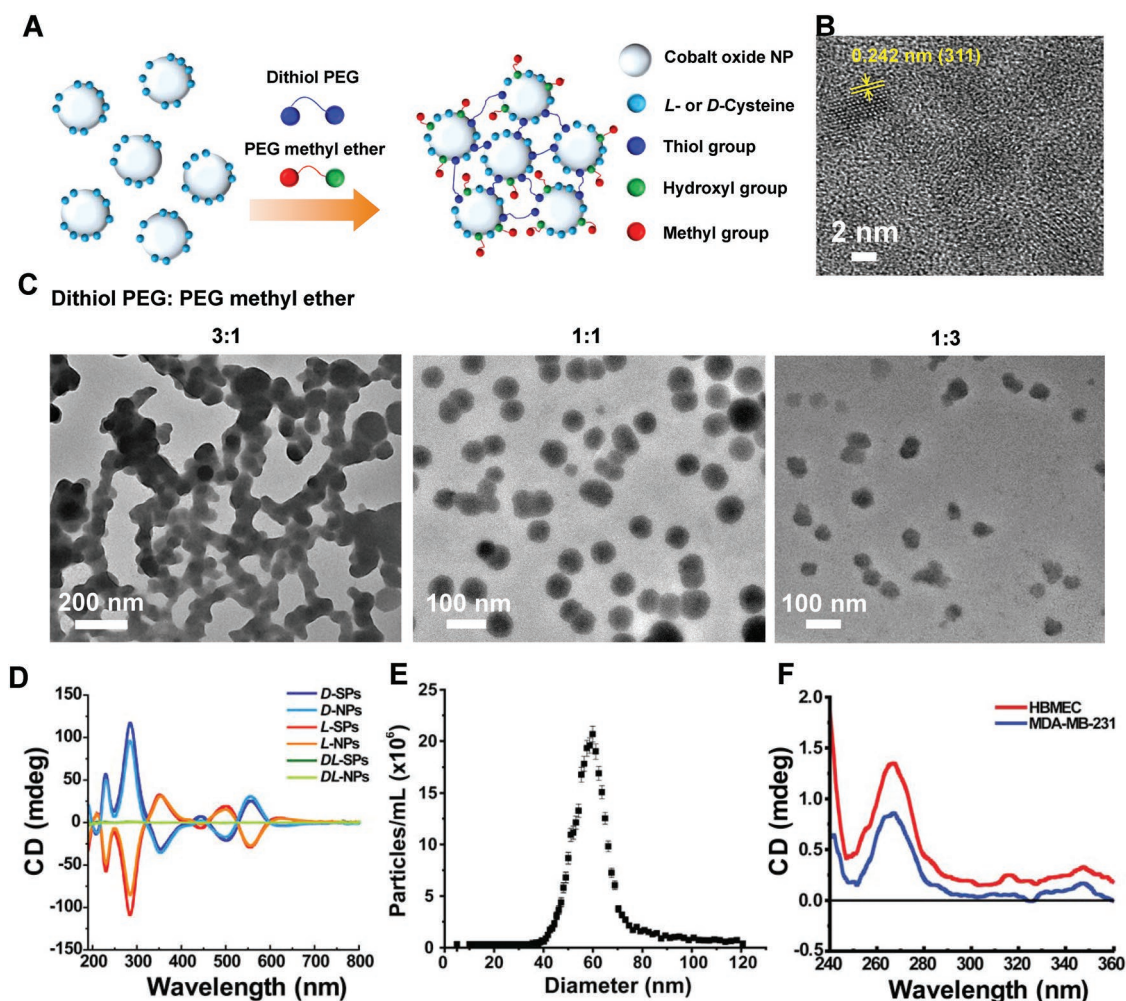 A
Dithiol PEG
PEG methyl ether
Cobalt oxide NP
L- or D-Cysteine
Thiol group
Hydroxyl group
Methyl group
B
0.242 nm (311)
2 nm
C
Dithiol PEG: PEG methyl ether
3:1
1:1
1:3
200 nm
100 nm
100 nm
D
150
100
50
0
-50
-100
-150
200 300 400 500 600 700 800
CD (mdeg)
Wavelength (nm)
D-SPs
D-NPs
L-SPs
L-NPs
DL-SPs
DL-NPs
E
25
20
15
10
5
0
0 20 40 60 80 100 120
Particles/mL (x10⁶)
Diameter (nm)
F
2.0
1.5
1.0
0.5
0.0
-0.5
240 260 280 300 320 340 360
CD (mdeg)
Wavelength (nm)
HBMEC
MDA-MB-231